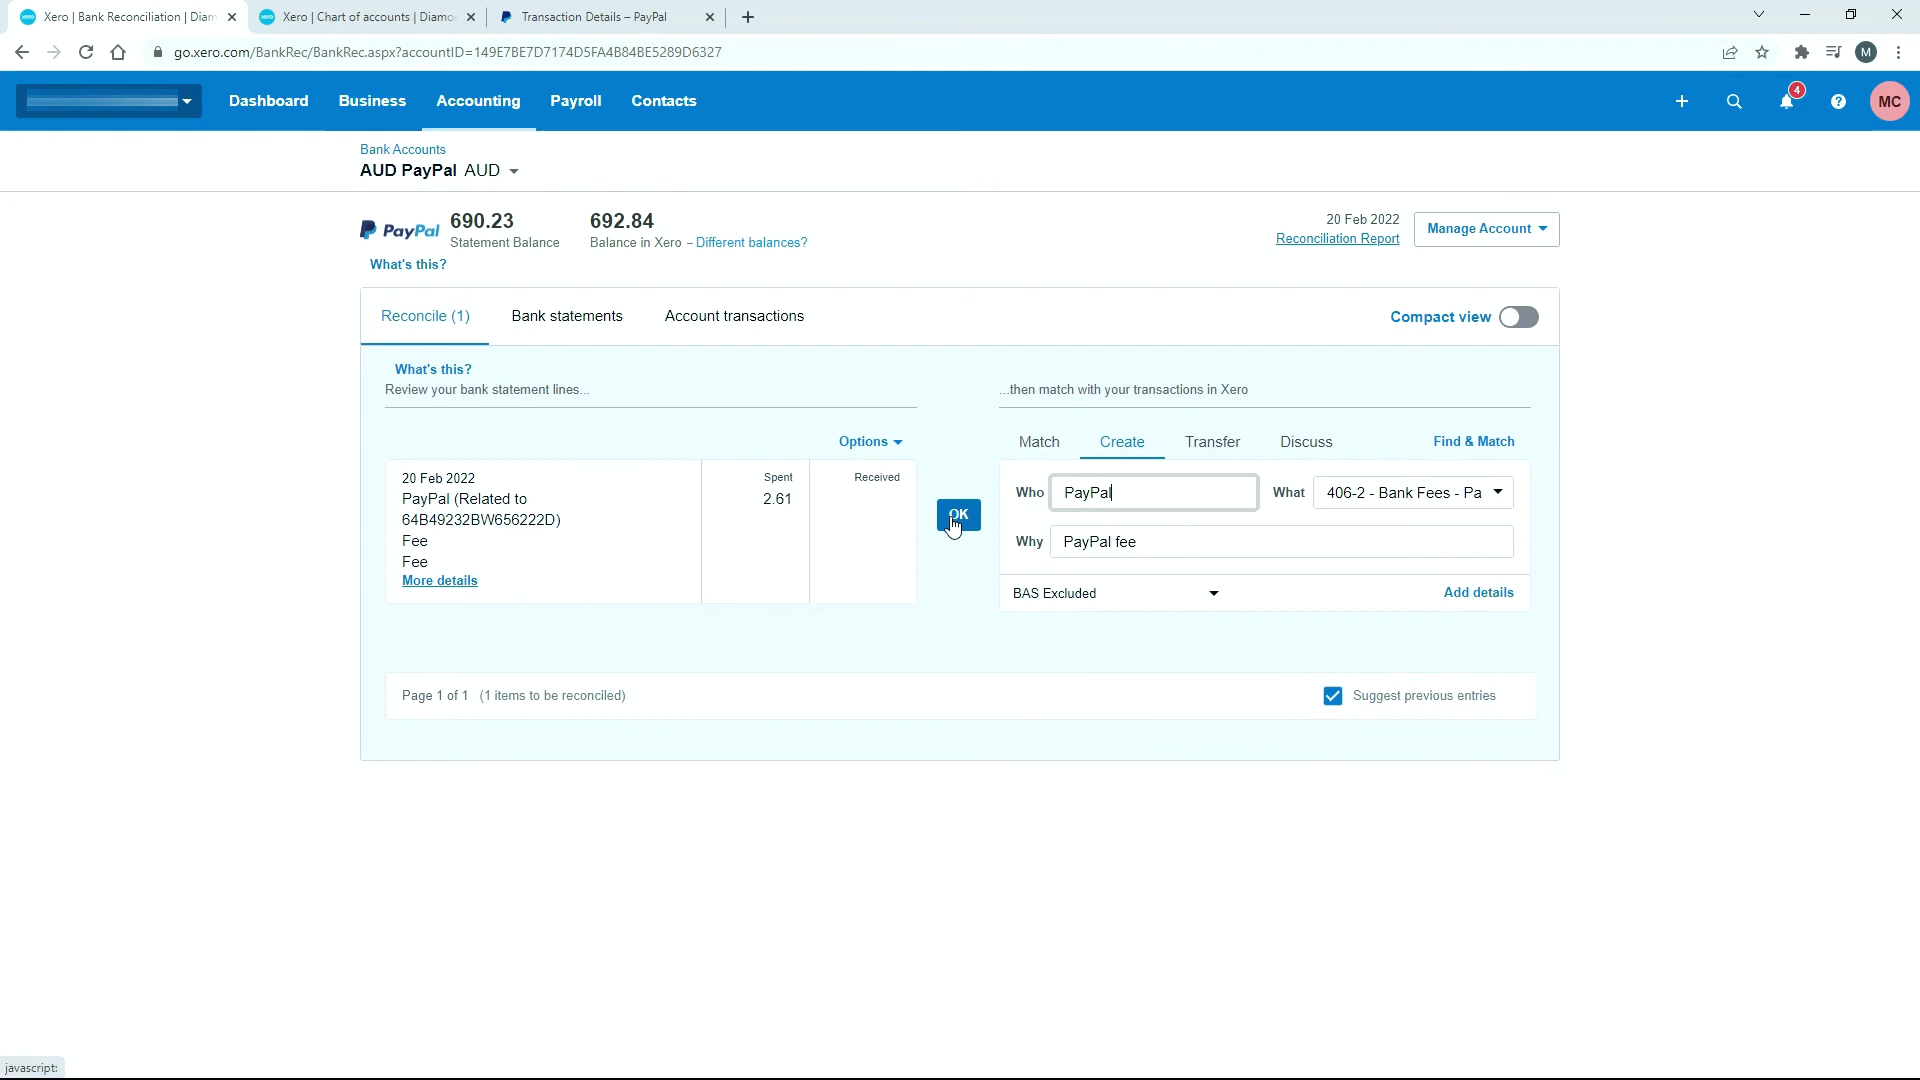 Xero | Bank Reconciliation | Diam
Xero | Chart of accounts | Diamo
Transaction Details – PayPal
go.xero.com/BankRec/BankRec.aspx?accountID=149E7BE7D7174D5FA4B84BE5289D6327
M
Dashboard Business Accounting Payroll Contacts
4
?
MC
Bank Accounts
AUD PayPal AUD
PayPal
690.23
Statement Balance
692.84
Balance in Xero - Different balances?
What's this?
20 Feb 2022
Reconciliation Report
Manage Account
Reconcile (1) Bank statements Account transactions
Compact view
What's this?
Review your bank statement lines...
...then match with your transactions in Xero
Options
20 Feb 2022
PayPal (Related to
64B49232BW656222D)
Fee
Fee
More details
Spent
2.61
Received
OK
Match Create Transfer Discuss Find & Match
Who PayPal What 406-2 - Bank Fees - Pa
Why PayPal fee
BAS Excluded
Add details
Page 1 of 1 (1 items to be reconciled)
Suggest previous entries
javascript: